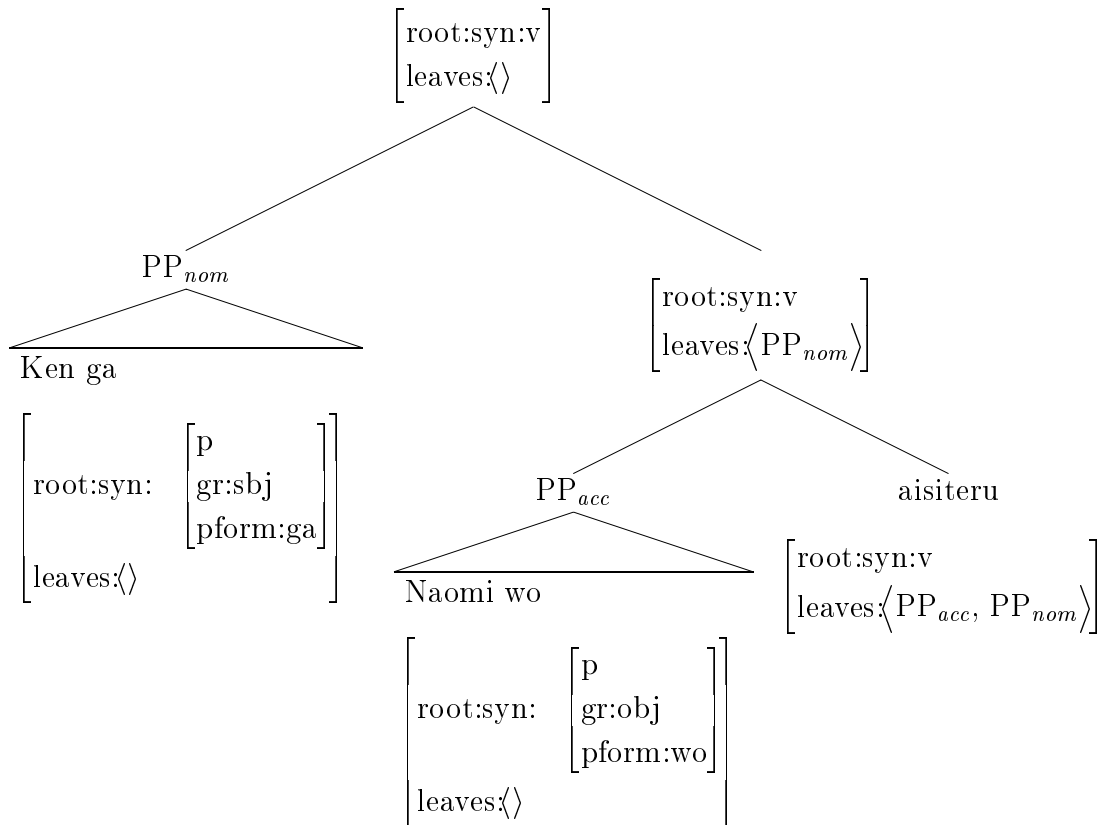 root:syn:v
leaves:⟨⟩
PP_nom
root:syn:v
leaves:⟨PP_nom⟩
Ken ga
p
root:syn: gr:sbj
pform:ga
leaves:⟨⟩
PP_acc
aisiteru
Naomi wo
root:syn:v
leaves:⟨PP_acc, PP_nom⟩
p
root:syn: gr:obj
pform:wo
leaves:⟨⟩